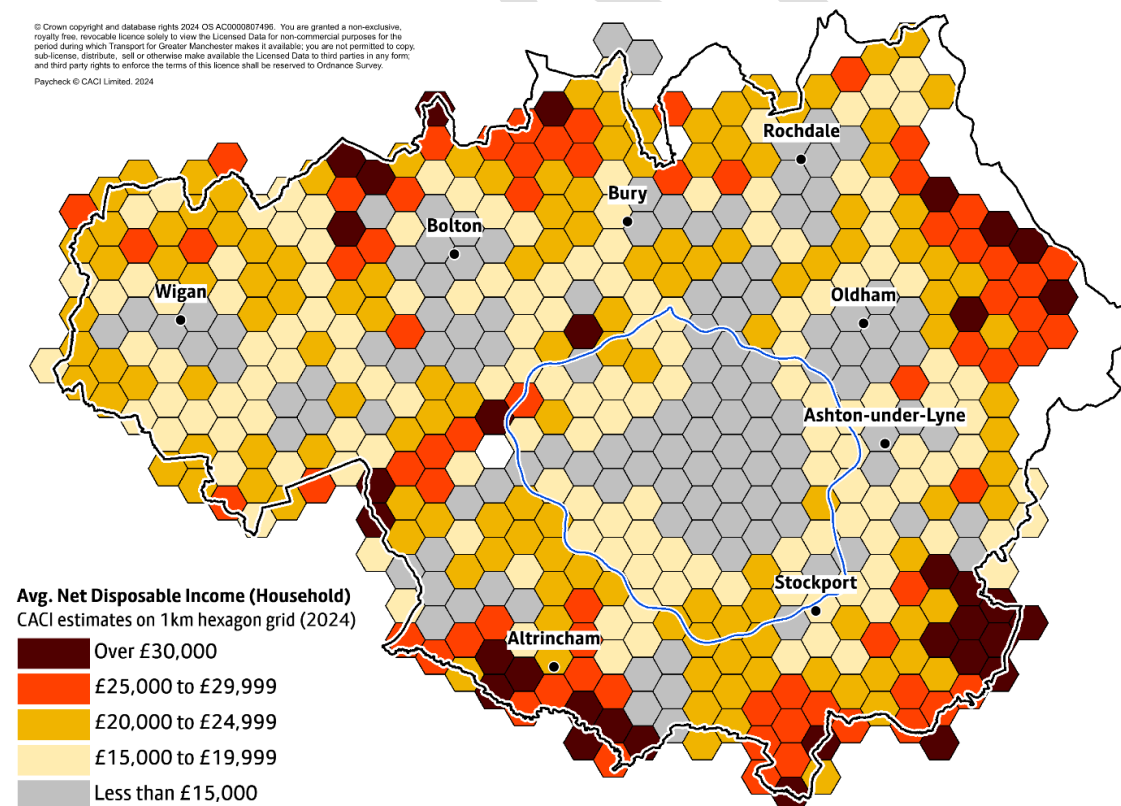 © Crown copyright and database rights 2024 OS AC0000807496. You are granted a non-exclusive,
royalty free, revocable licence solely to view the Licensed Data for non-commercial purposes for the
period during which Transport for Greater Manchester makes it available; you are not permitted to copy,
sub-license, distribute, sell or otherwise make available the Licensed Data to third parties in any form;
and third party rights to enforce the terms of this licence shall be reserved to Ordnance Survey.
Paycheck © CACI Limited. 2024
Rochdale
Bury
Bolton
Wigan
Oldham
Ashton-under-Lyne
Stockport
Altrincham
Avg. Net Disposable Income (Household)
CACI estimates on 1km hexagon grid (2024)
Over £30,000
£25,000 to £29,999
£20,000 to £24,999
£15,000 to £19,999
Less than £15,000